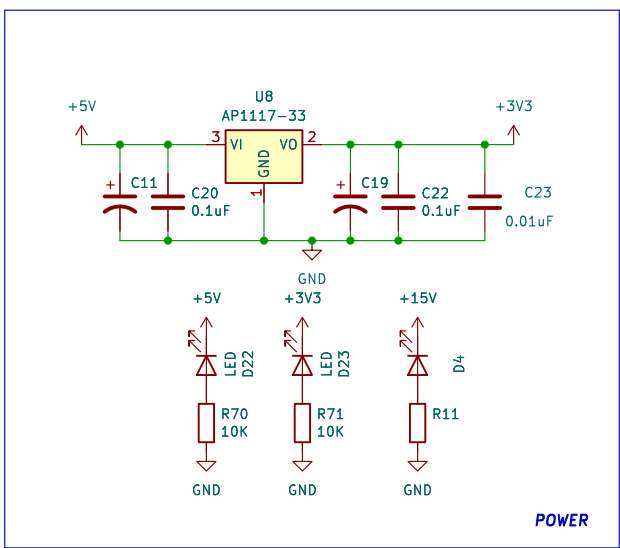 U8
AP1117-33
+5V
+3V3
3
VI
VO
2
GND
1
+
C11
C20
0.1uF
+
C19
C22
0.1uF
C23
0.01uF
GND
+5V
+3V3
+15V
LED
D22
LED
D23
D4
R70
10K
R71
10K
R11
GND
GND
GND
POWER